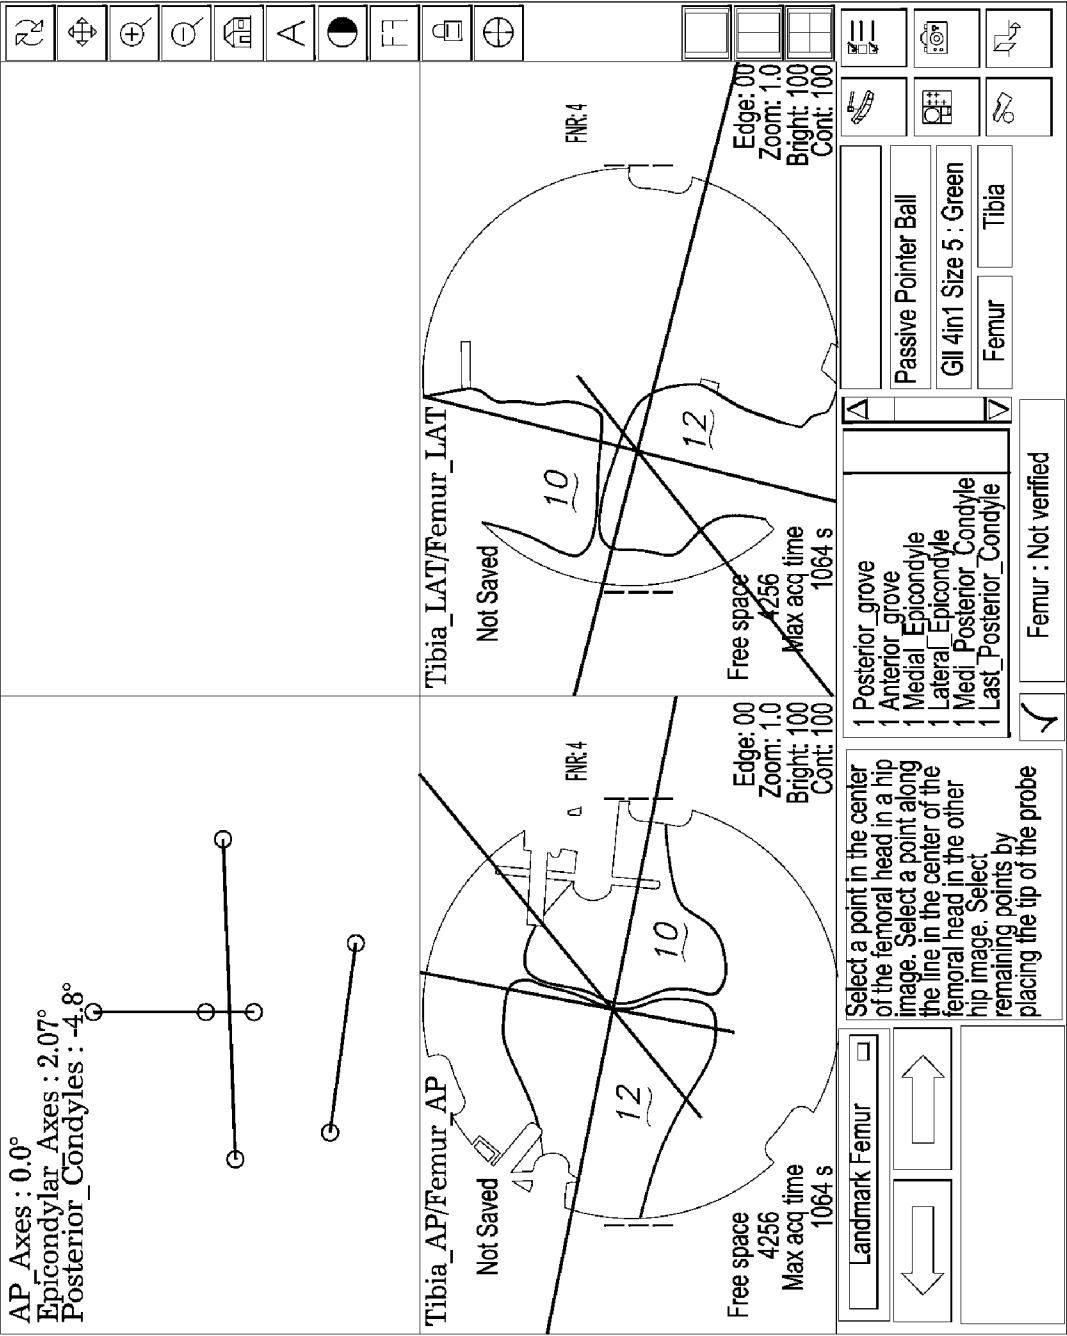 AP_Axes : 0.0°
Epicondylar_Axes : 2.07°
Posterior_Condyles : -4.8°
Tibia_AP/Femur_AP
Not Saved
FNR: 4
12
10
Free space
4256
Max acq time
1064 s
Edge: 00
Zoom: 1.0
Bright: 100
Cont: 100
Tibia_LAT/Femur_LAT
Not Saved
FNR: 4
10
12
Free space
4256
Max acq time
1064 s
Edge: 00
Zoom: 1.0
Bright: 100
Cont: 100
Landmark Femur
Select a point in the center
of the femoral head in a hip
image. Select a point along
the line in the center of the
femoral head in the other
hip image. Select
remaining points by
placing the tip of the probe
1 Posterior_grove
1 Anterior_grove
1 Medial_Epicondyle
1 Lateral_Epicondyle
1 Medi_Posterior_Condyle
1 Last_Posterior_Condyle
Femur : Not verified
Passive Pointer Ball
GII 4in1 Size 5 : Green
Femur
Tibia
A